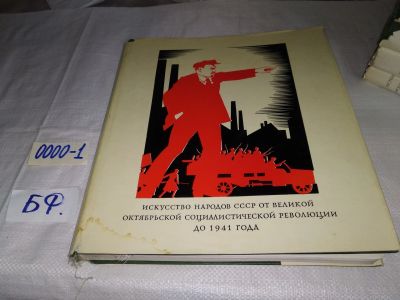 0000-1
БФ.
ИСКУССТВО НАРОДОВ СССР ОТ ВЕЛИКОЙ
ОКТЯБРЬСКОЙ СОЦИАЛИСТИЧЕСКОЙ РЕВОЛЮЦИИ
ДО 1941 ГОДА